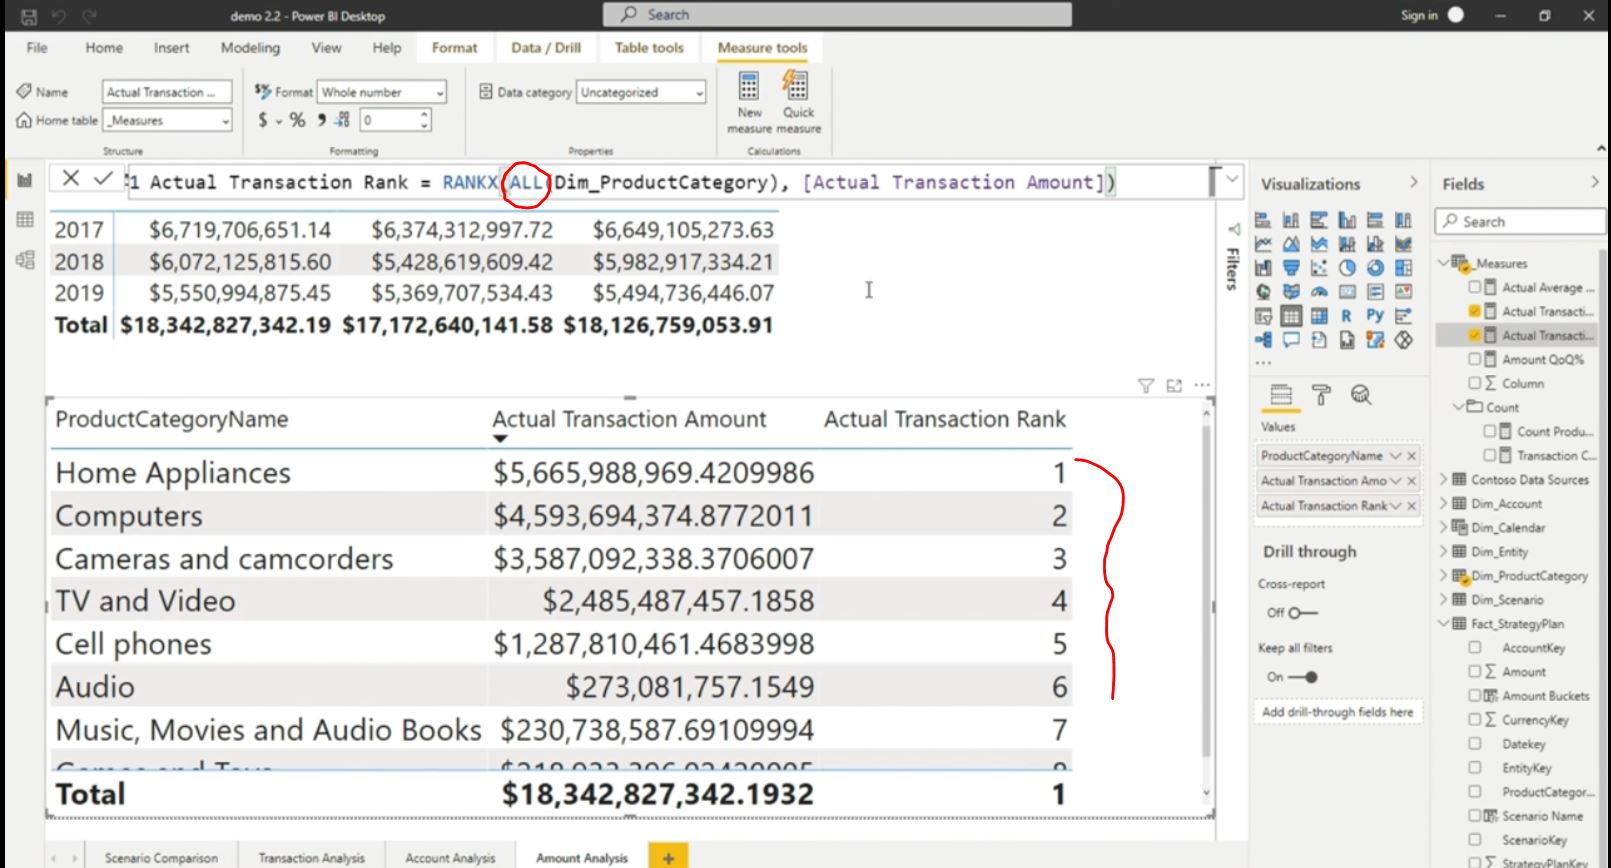 demo 2.2 - Power BI Desktop
Search
Sign in
File Home Insert Modeling View Help Format Data / Drill Table tools Measure tools
Name Actual Transaction ...
Home table _Measures
Structure
Format Whole number
$ % 0
Formatting
Data category Uncategorized
Properties
New measure
Quick measure
Calculations
1 Actual Transaction Rank = RANKX(ALL(Dim_ProductCategory), [Actual Transaction Amount])
2017 $6,719,706,651.14 $6,374,312,997.72 $6,649,105,273.63
2018 $6,072,125,815.60 $5,428,619,609.42 $5,982,917,334.21
2019 $5,550,994,875.45 $5,369,707,534.43 $5,494,736,446.07
Total $18,342,827,342.19 $17,172,640,141.58 $18,126,759,053.91
ProductCategoryName Actual Transaction Amount Actual Transaction Rank
Home Appliances $5,665,988,969.4209986 1
Computers $4,593,694,374.8772011 2
Cameras and camcorders $3,587,092,338.3706007 3
TV and Video $2,485,487,457.1858 4
Cell phones $1,287,810,461.4683998 5
Audio $273,081,757.1549 6
Music, Movies and Audio Books $230,738,587.69109994 7
Total $18,342,827,342.1932 1
Scenario Comparison Transaction Analysis Account Analysis Amount Analysis +
Filters
Visualizations
R Py
...
Values
ProductCategoryName
Actual Transaction Amo
Actual Transaction Rank
Drill through
Cross-report
Off
Keep all filters
On
Add drill-through fields here
Fields
Search
_Measures
Actual Average ...
Actual Transacti...
Actual Transacti...
Amount QoQ%
Column
Count
Count Produ...
Transaction C...
Contoso Data Sources
Dim_Account
Dim_Calendar
Dim_Entity
Dim_ProductCategory
Dim_Scenario
Fact_StrategyPlan
AccountKey
Amount
Amount Buckets
CurrencyKey
Datekey
EntityKey
ProductCategor...
Scenario Name
ScenarioKey
StrategyPlanKey